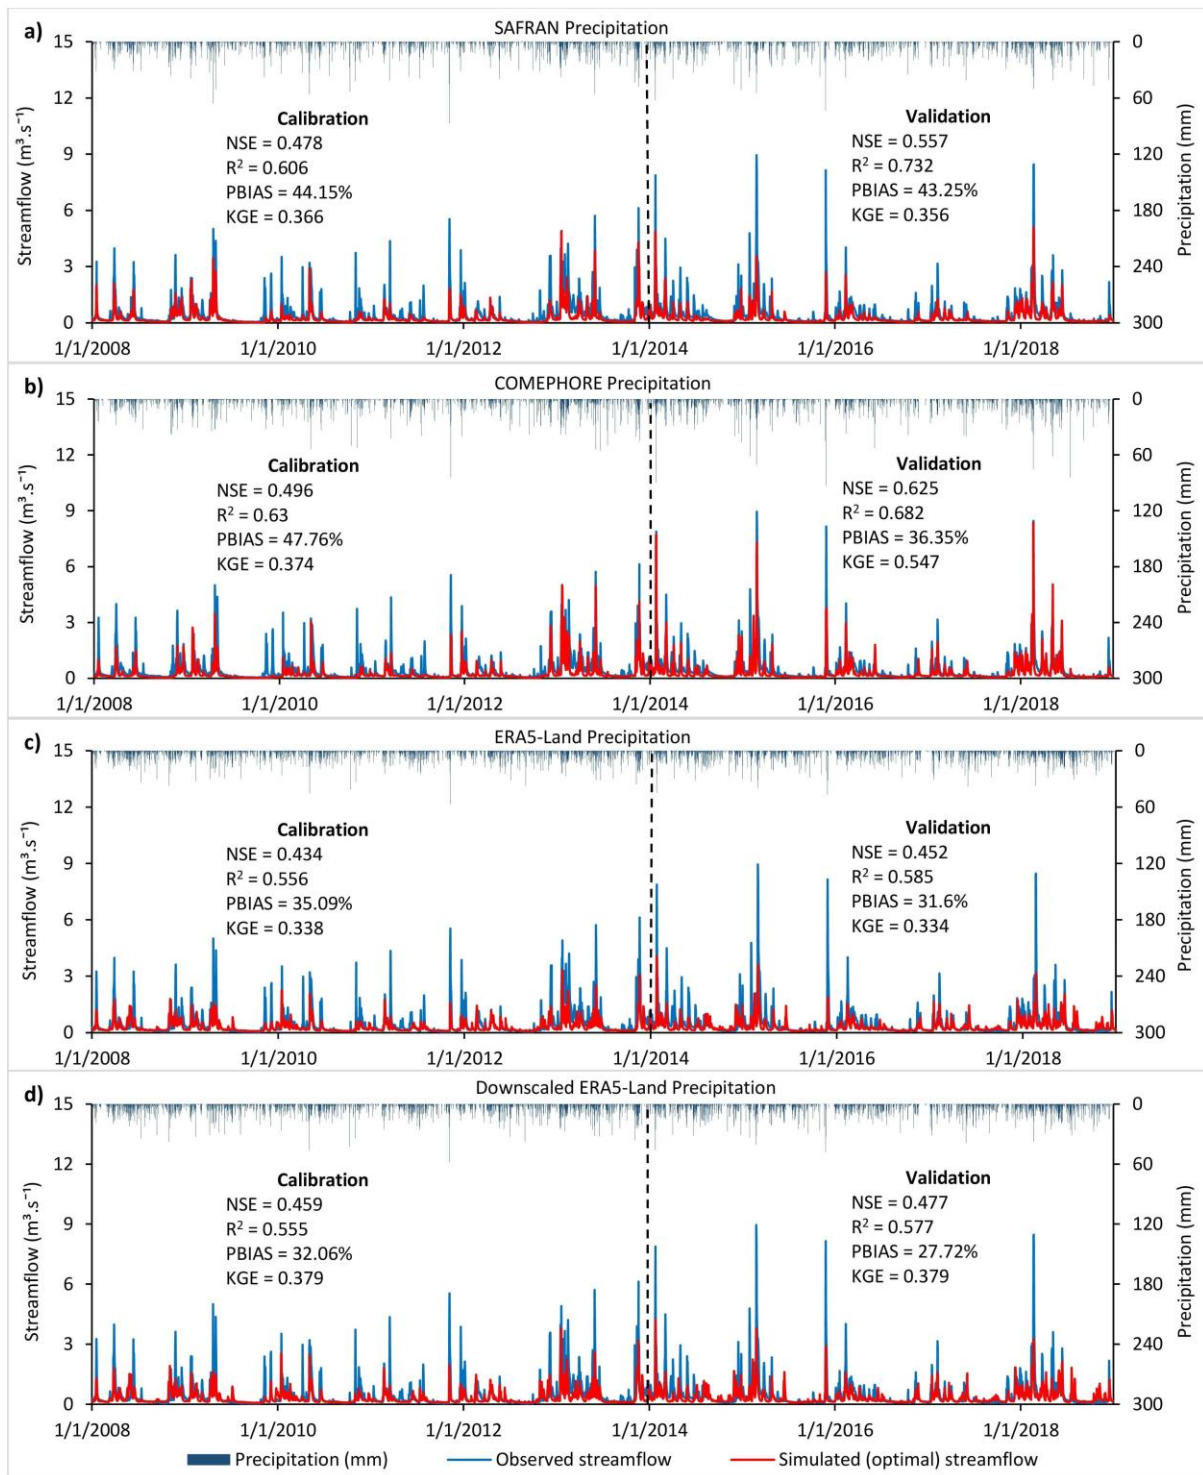 a)
SAFRAN Precipitation
15
12
9
6
3
0
Streamflow (m³.s⁻¹)
Calibration
NSE = 0.478
R² = 0.606
PBIAS = 44.15%
KGE = 0.366
Validation
NSE = 0.557
R² = 0.732
PBIAS = 43.25%
KGE = 0.356
0
60
120
180
240
300
Precipitation (mm)
1/1/2008 1/1/2010 1/1/2012 1/1/2014 1/1/2016 1/1/2018
b)
COMEPHORE Precipitation
15
12
9
6
3
0
Streamflow (m³.s⁻¹)
Calibration
NSE = 0.496
R² = 0.63
PBIAS = 47.76%
KGE = 0.374
Validation
NSE = 0.625
R² = 0.682
PBIAS = 36.35%
KGE = 0.547
0
60
120
180
240
300
Precipitation (mm)
1/1/2008 1/1/2010 1/1/2012 1/1/2014 1/1/2016 1/1/2018
c)
ERA5-Land Precipitation
15
12
9
6
3
0
Streamflow (m³.s⁻¹)
Calibration
NSE = 0.434
R² = 0.556
PBIAS = 35.09%
KGE = 0.338
Validation
NSE = 0.452
R² = 0.585
PBIAS = 31.6%
KGE = 0.334
0
60
120
180
240
300
Precipitation (mm)
1/1/2008 1/1/2010 1/1/2012 1/1/2014 1/1/2016 1/1/2018
d)
Downscaled ERA5-Land Precipitation
15
12
9
6
3
0
Streamflow (m³.s⁻¹)
Calibration
NSE = 0.459
R² = 0.555
PBIAS = 32.06%
KGE = 0.379
Validation
NSE = 0.477
R² = 0.577
PBIAS = 27.72%
KGE = 0.379
0
60
120
180
240
300
Precipitation (mm)
1/1/2008 1/1/2010 1/1/2012 1/1/2014 1/1/2016 1/1/2018
Precipitation (mm) Observed streamflow Simulated (optimal) streamflow